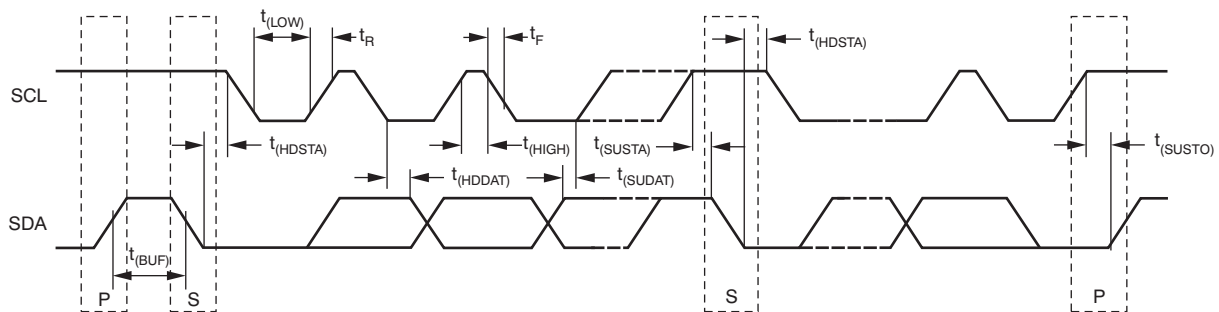 t(LOW)
tR
tF
t(HDSTA)
SCL
t(HDSTA)
t(HIGH)
t(SUSTA)
t(SUSTO)
t(HDDAT)
t(SUDAT)
SDA
t(BUF)
P
S
S
P